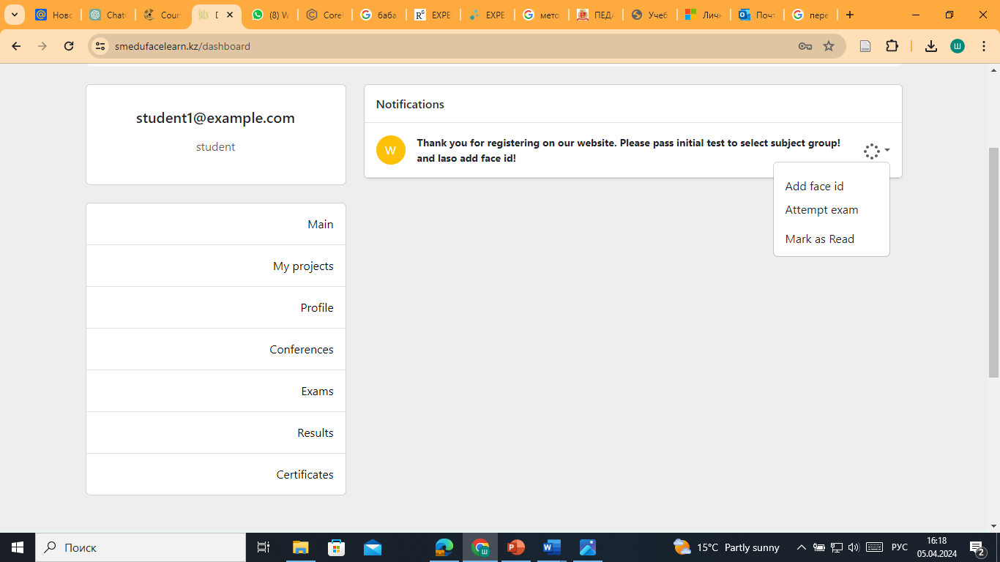 Ново
Chat
Cour
(8) W
Corel
баба
EXPE
EXPE
мето
ПЕДА
Учеб
Личн
Почт
пере
smedufacelearn.kz/dashboard
Ш
student1@example.com
student
Main
My projects
Profile
Conferences
Exams
Results
Certificates
Notifications
W
Thank you for registering on our website. Please pass initial test to select subject group!
and laso add face id!
Add face id
Attempt exam
Mark as Read
Поиск
15°C Partly sunny
РУС
16:18
05.04.2024
2